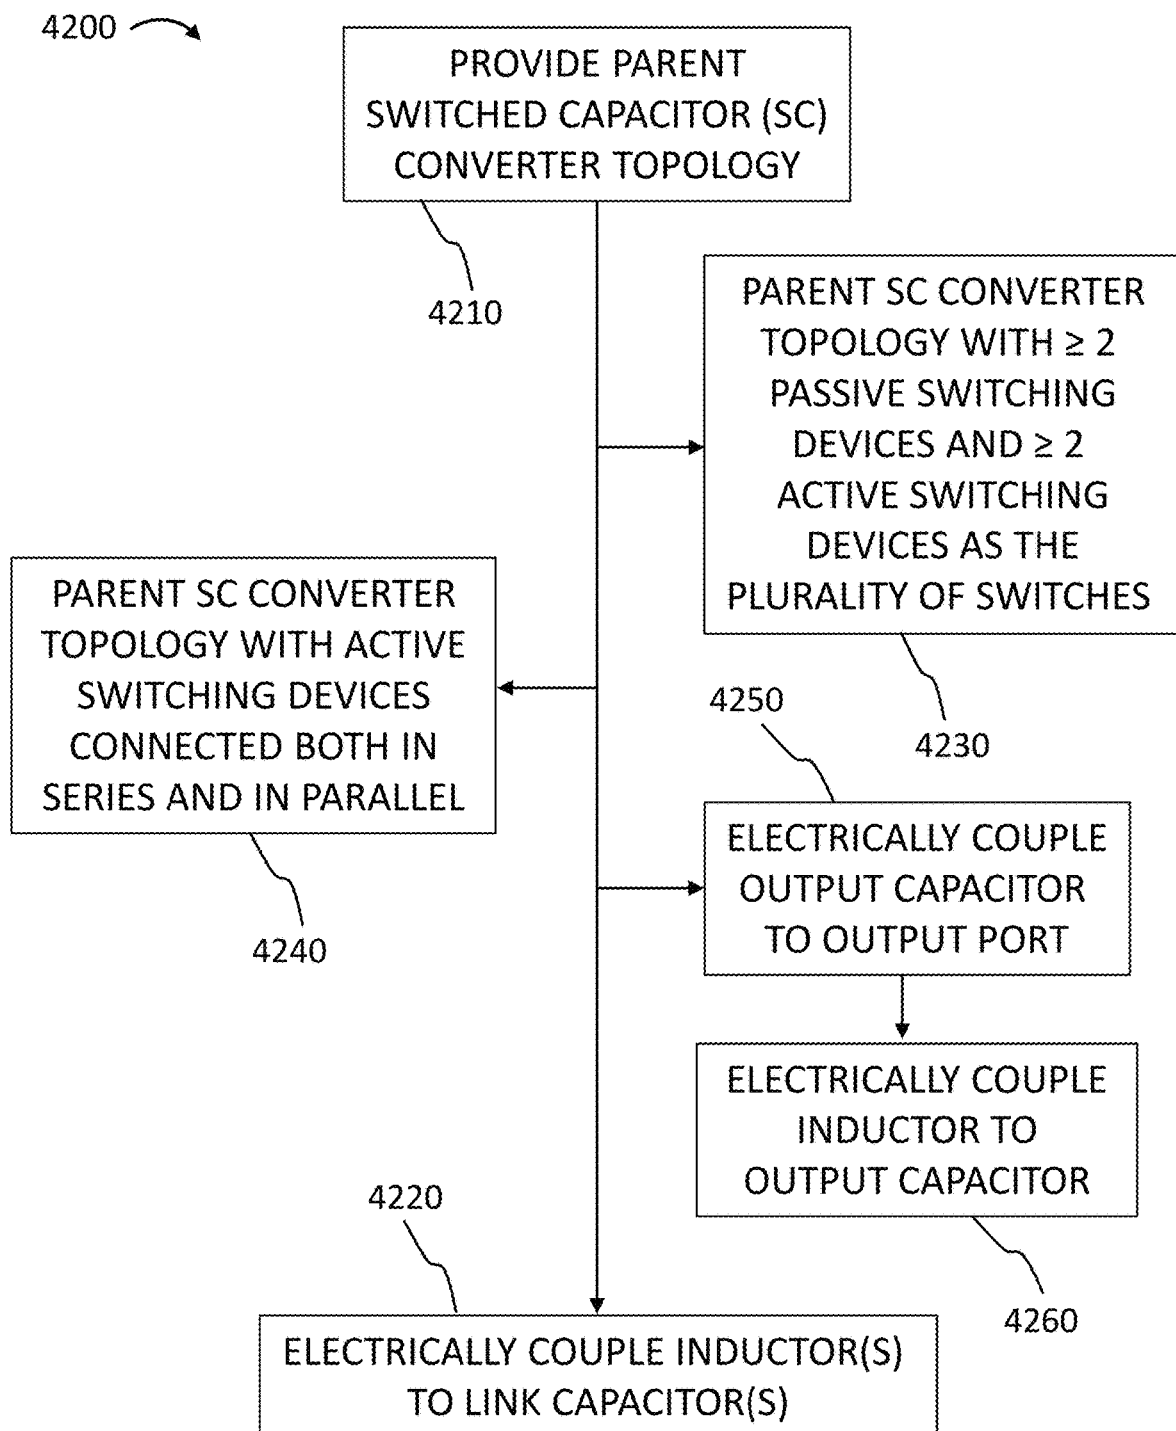 4200
PROVIDE PARENT
SWITCHED CAPACITOR (SC)
CONVERTER TOPOLOGY
4210
PARENT SC CONVERTER
TOPOLOGY WITH ≥ 2
PASSIVE SWITCHING
DEVICES AND ≥ 2
ACTIVE SWITCHING
DEVICES AS THE
PLURALITY OF SWITCHES
4230
PARENT SC CONVERTER
TOPOLOGY WITH ACTIVE
SWITCHING DEVICES
CONNECTED BOTH IN
SERIES AND IN PARALLEL
4240
4250
ELECTRICALLY COUPLE
OUTPUT CAPACITOR
TO OUTPUT PORT
ELECTRICALLY COUPLE
INDUCTOR TO
OUTPUT CAPACITOR
4260
4220
ELECTRICALLY COUPLE INDUCTOR(S)
TO LINK CAPACITOR(S)